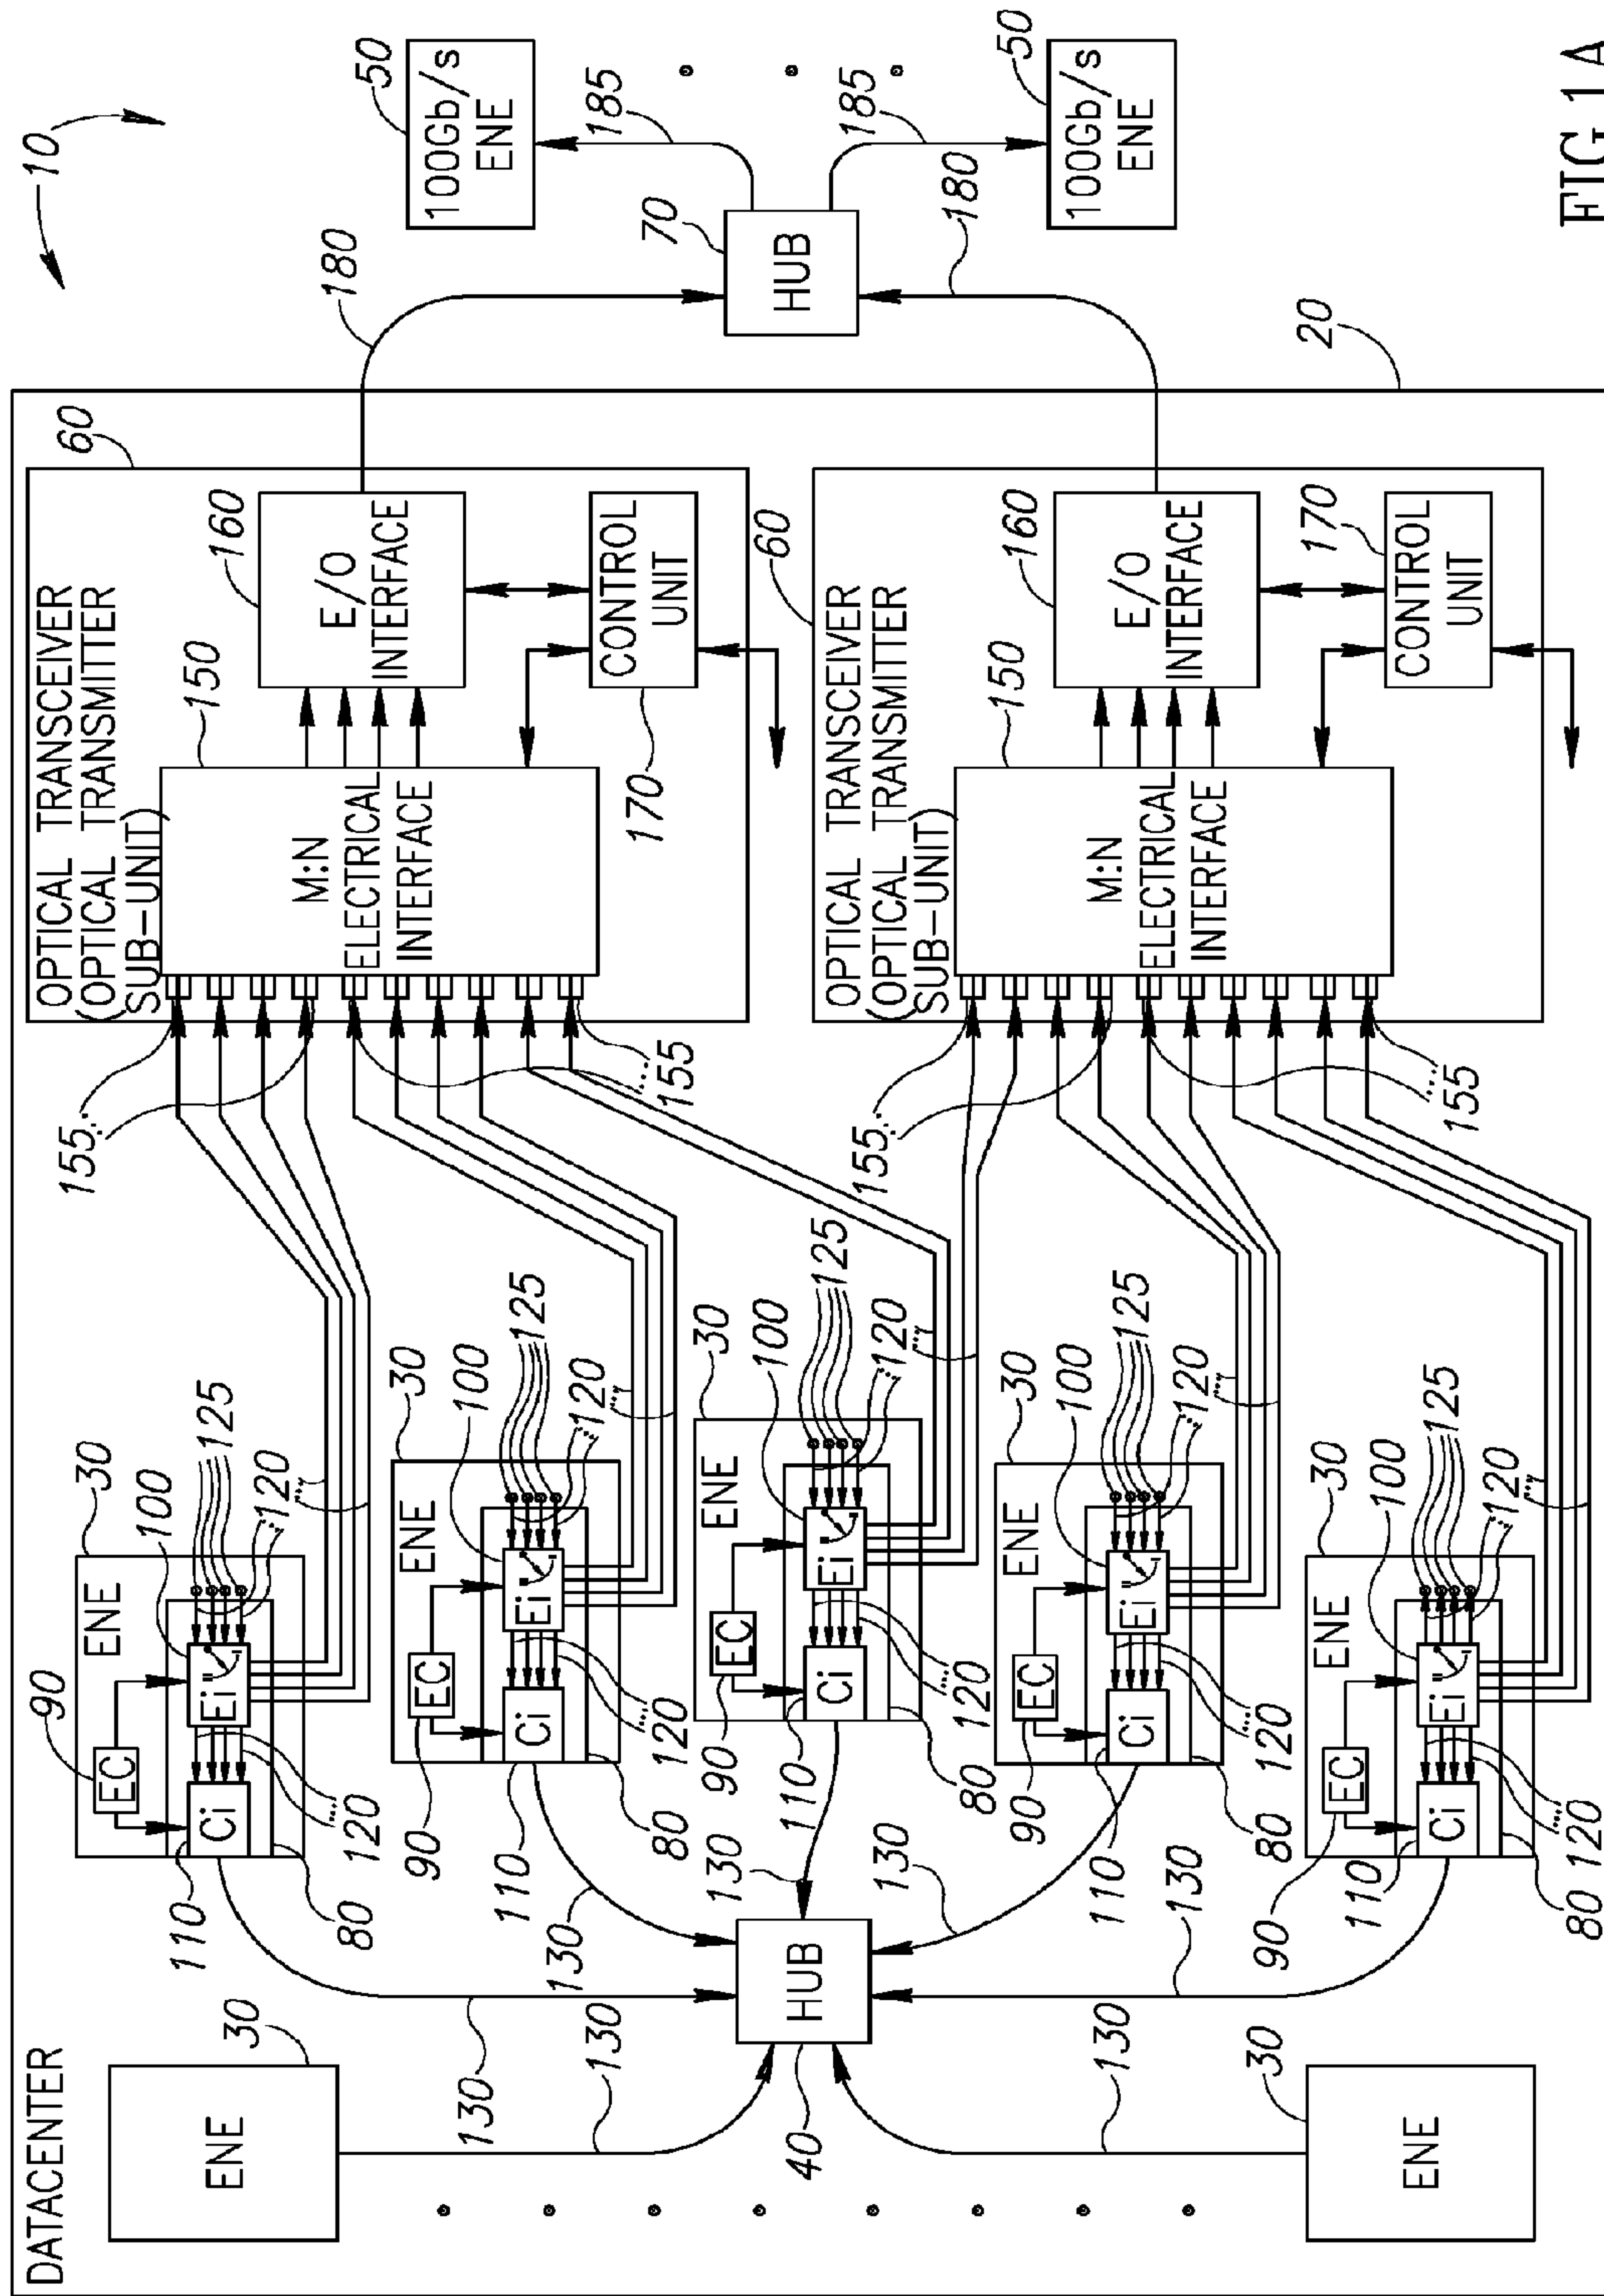 DATACENTER
10
20
ENE
30
130
ENE
30
130
HUB
40
130
130
130
130
130
30
ENE
90
EC
100
Ei
Ci
110
80
120
120
120
125
30
ENE
90
EC
100
Ei
Ci
110
80
120
120
120
125
30
ENE
90
EC
100
Ei
Ci
110
80
120
120
120
125
30
ENE
90
EC
100
Ei
Ci
110
80
120
120
120
125
30
ENE
90
EC
100
Ei
Ci
110
80
120
120
125
60
OPTICAL TRANSCEIVER
(OPTICAL TRANSMITTER
SUB-UNIT)
155
155
150
M:N
ELECTRICAL
INTERFACE
160
E/O
INTERFACE
170
CONTROL
UNIT
180
60
OPTICAL TRANSCEIVER
(OPTICAL TRANSMITTER
SUB-UNIT)
155
155
150
M:N
ELECTRICAL
INTERFACE
160
E/O
INTERFACE
170
CONTROL
UNIT
180
70
HUB
185
185
50
100Gb/s
ENE
50
100Gb/s
ENE
FIG.1A